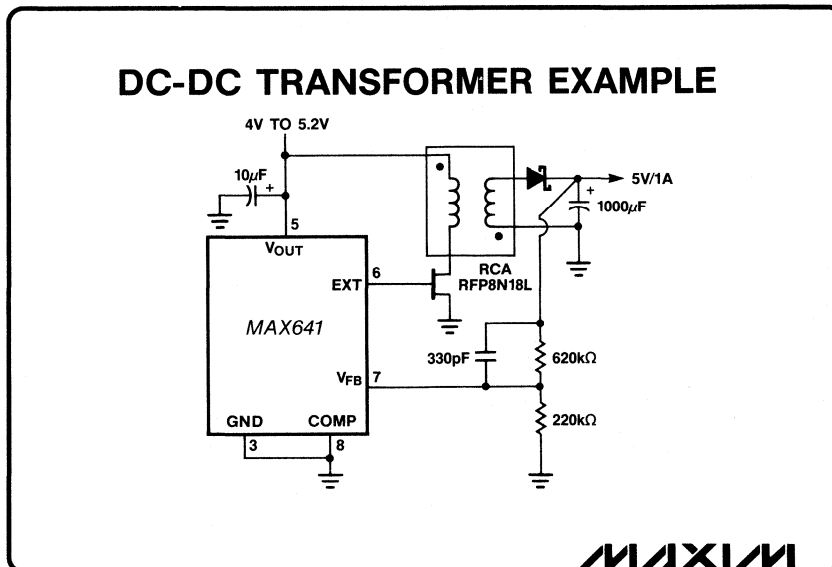 DC-DC TRANSFORMER EXAMPLE
4V TO 5.2V
10μF
+
5V/1A
+
1000μF
5
VOUT
6
EXT
RCA
RFP8N18L
MAX641
330pF
620kΩ
VFB
7
220kΩ
GND
COMP
3
8
MAXIM